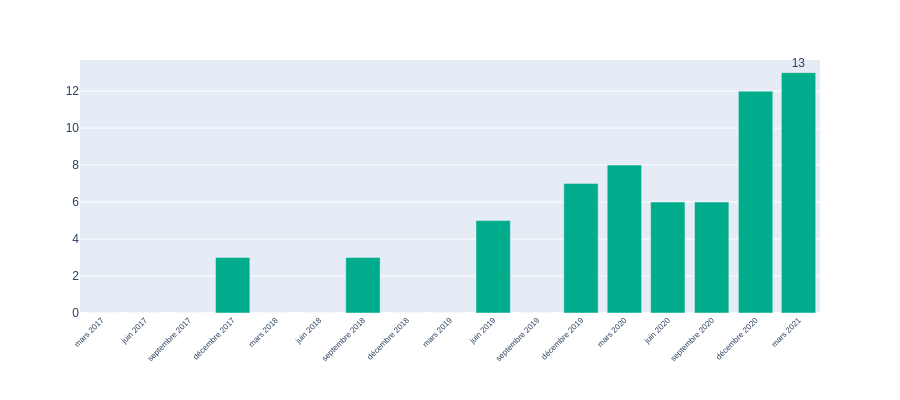 13
12
10
8
6
4
2
0
mars 2017
juin 2017
septembre 2017
décembre 2017
mars 2018
juin 2018
septembre 2018
décembre 2018
mars 2019
juin 2019
septembre 2019
décembre 2019
mars 2020
juin 2020
septembre 2020
décembre 2020
mars 2021